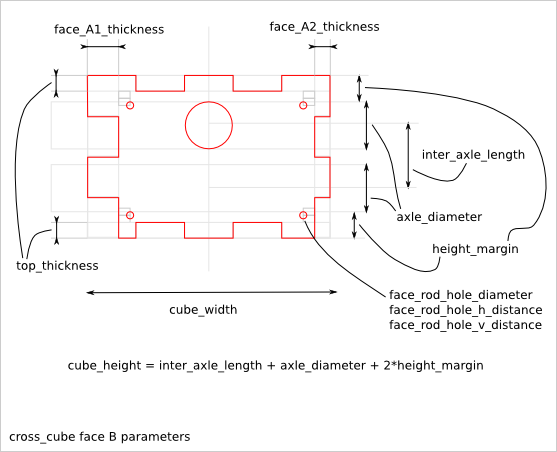 face_A1_thickness
face_A2_thickness
inter_axle_length
axle_diameter
height_margin
top_thickness
face_rod_hole_diameter
face_rod_hole_h_distance
face_rod_hole_v_distance
cube_width
cube_height = inter_axle_length + axle_diameter + 2*height_margin
cross_cube face B parameters